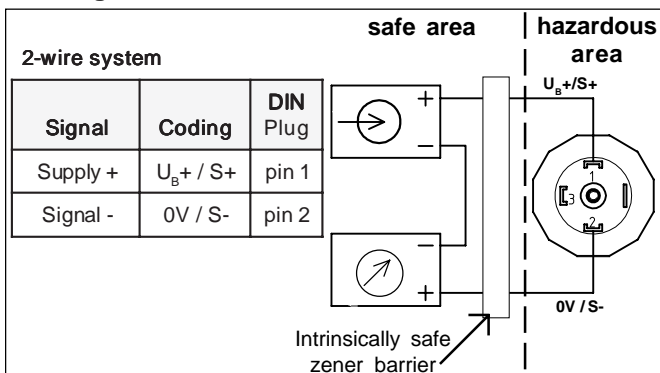 safe area
hazardous
area
2-wire system
Signal
Coding
DIN
Plug
Supply +
U_B+ / S+
pin 1
Signal -
0V / S-
pin 2
+
−
−
+
U_B+/S+
1
3
2
0V / S-
Intrinsically safe
zener barrier